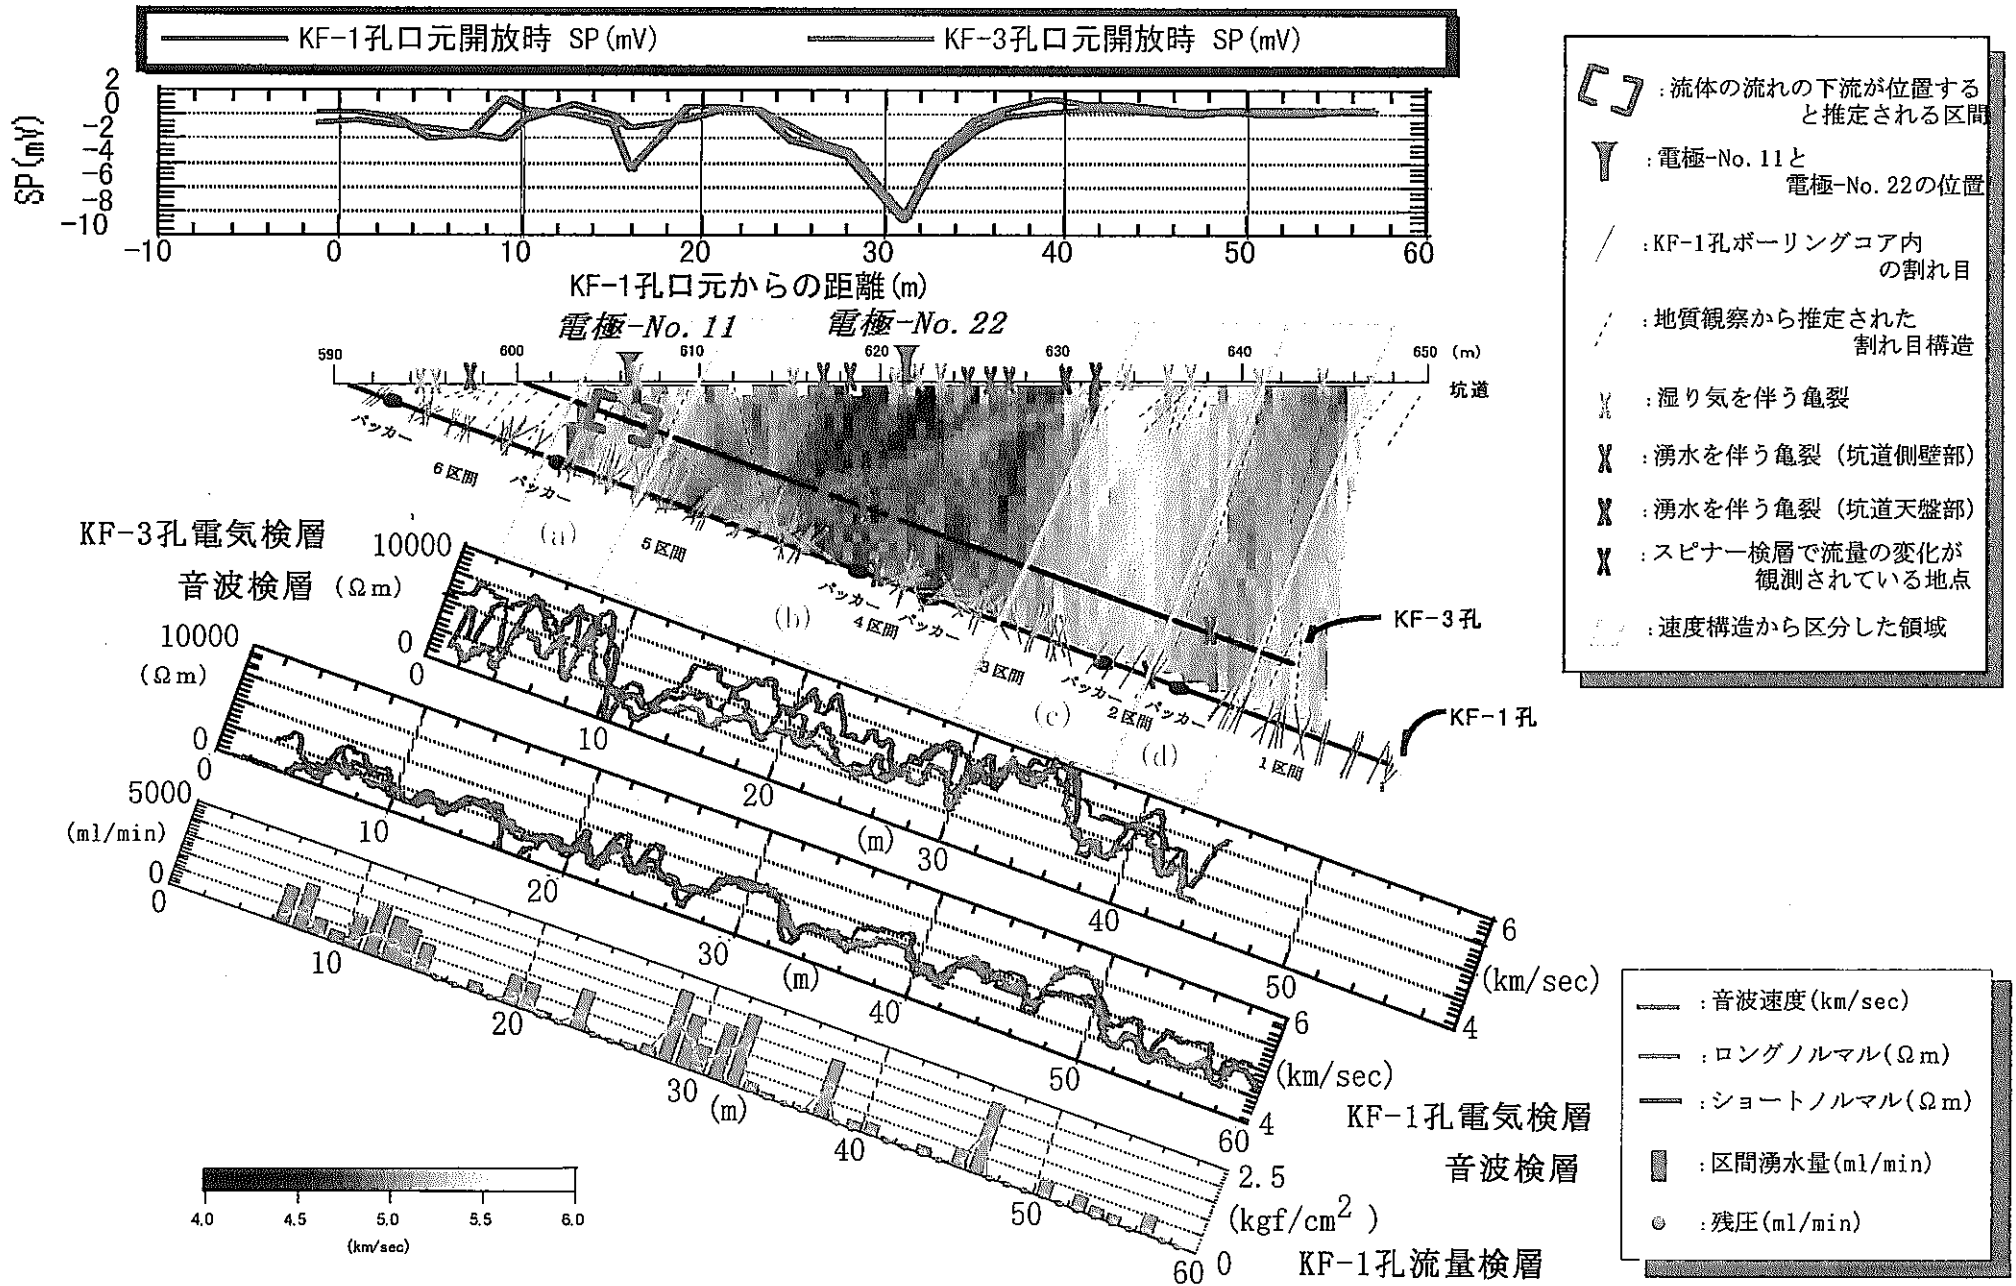 KF-1孔口元開放時 SP(mV)
KF-3孔口元開放時 SP(mV)
SP(mV)
2
0
-2
-4
-6
-8
-10
-10
0
10
20
30
40
50
60
KF-1孔口元からの距離(m)
電極-No.11
電極-No.22
590
600
610
620
630
640
650
(m)
坑道
パッカー
6区間
パッカー
(a)
5区間
(b)
パッカー
4区間
パッカー
3区間
(c)
パッカー
2区間
パッカー
(d)
1区間
KF-3孔
KF-1孔
KF-3孔電気検層
音波検層
(Ωm)
10000
0
0
10
20
(m)
30
40
50
6
(km/sec)
4
10000
(Ωm)
0
0
10
20
30
(m)
40
50
60
6
(km/sec)
4
KF-1孔電気検層
音波検層
5000
(ml/min)
0
0
10
20
30
(m)
40
50
60
2.5
(kgf/cm2)
0
KF-1孔流量検層
4.0
4.5
5.0
5.5
6.0
(km/sec)
:流体の流れの下流が位置する
と推定される区間
:電極-No.11と
電極-No.22の位置
:KF-1孔ボーリングコア内
の割れ目
:地質観察から推定された
割れ目構造
:湿り気を伴う亀裂
:湧水を伴う亀裂(坑道側壁部)
:湧水を伴う亀裂(坑道天盤部)
:スピナー検層で流量の変化が
観測されている地点
:速度構造から区分した領域
:音波速度(km/sec)
:ロングノルマル(Ωm)
:ショートノルマル(Ωm)
:区間湧水量(ml/min)
:残圧(ml/min)